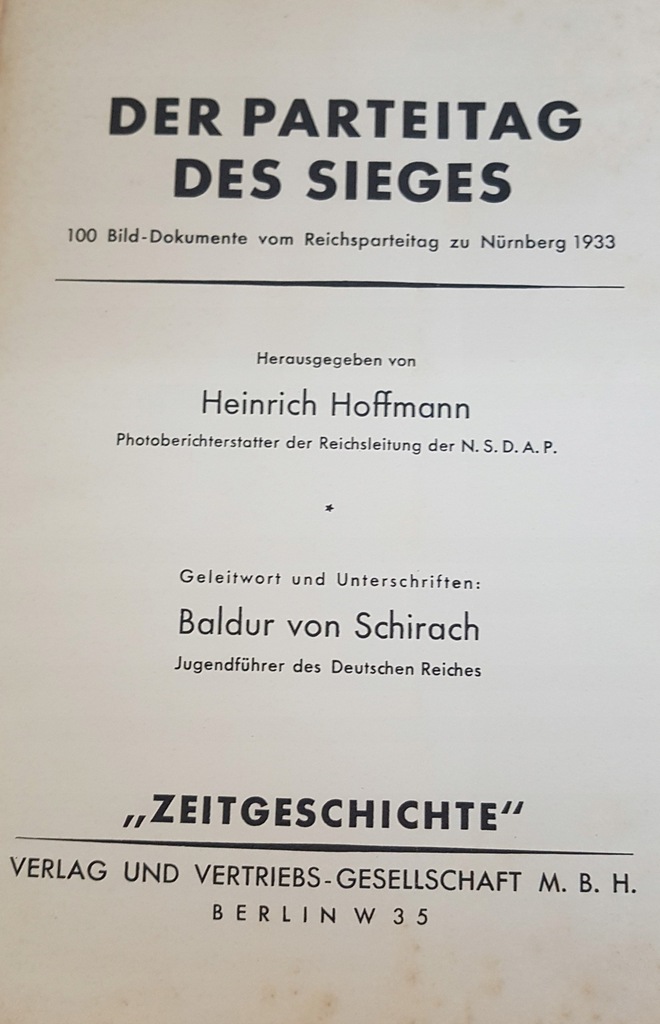 DER PARTEITAG
DES SIEGES
100 Bild-Dokumente vom Reichsparteitag zu Nürnberg 1933
Herausgegeben von
Heinrich Hoffmann
Photoberichterstatter der Reichsleitung der N. S. D. A. P.
*
Geleitwort und Unterschriften:
Baldur von Schirach
Jugendführer des Deutschen Reiches
„ZEITGESCHICHTE“
VERLAG UND VERTRIEBS-GESELLSCHAFT M. B. H.
BERLIN W 35